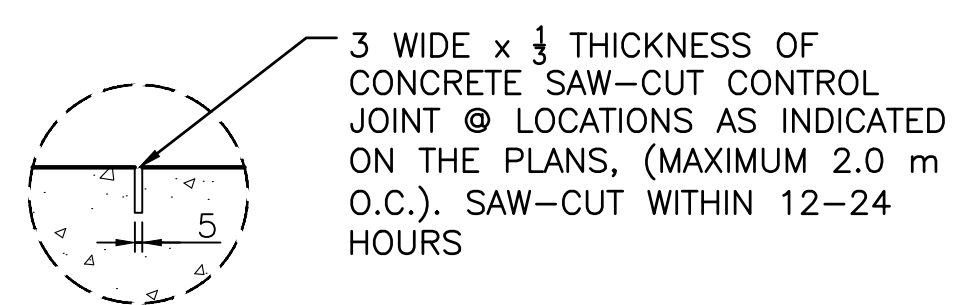 3 WIDE x ⅓ THICKNESS OF
CONCRETE SAW-CUT CONTROL
JOINT @ LOCATIONS AS INDICATED
ON THE PLANS, (MAXIMUM 2.0 m
O.C.). SAW-CUT WITHIN 12-24
HOURS
5